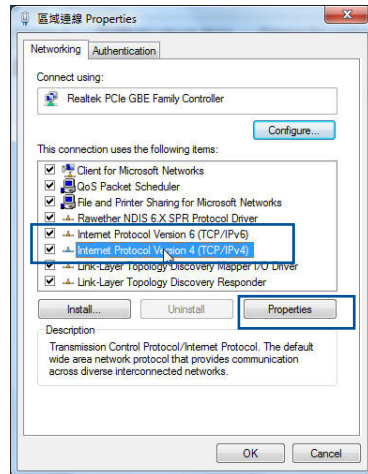 區域連線 Properties
Networking
Authentication
Connect using:
Realtek PCIe GBE Family Controller
Configure...
This connection uses the following items:
Client for Microsoft Networks
QoS Packet Scheduler
File and Printer Sharing for Microsoft Networks
Rawether NDIS 6.X SPR Protocol Driver
Internet Protocol Version 6 (TCP/IPv6)
Internet Protocol Version 4 (TCP/IPv4)
Link-Layer Topology Discovery Mapper I/O Driver
Link-Layer Topology Discovery Responder
Install...
Uninstall
Properties
Description
Transmission Control Protocol/Internet Protocol. The default
wide area network protocol that provides communication
across diverse interconnected networks.
OK
Cancel